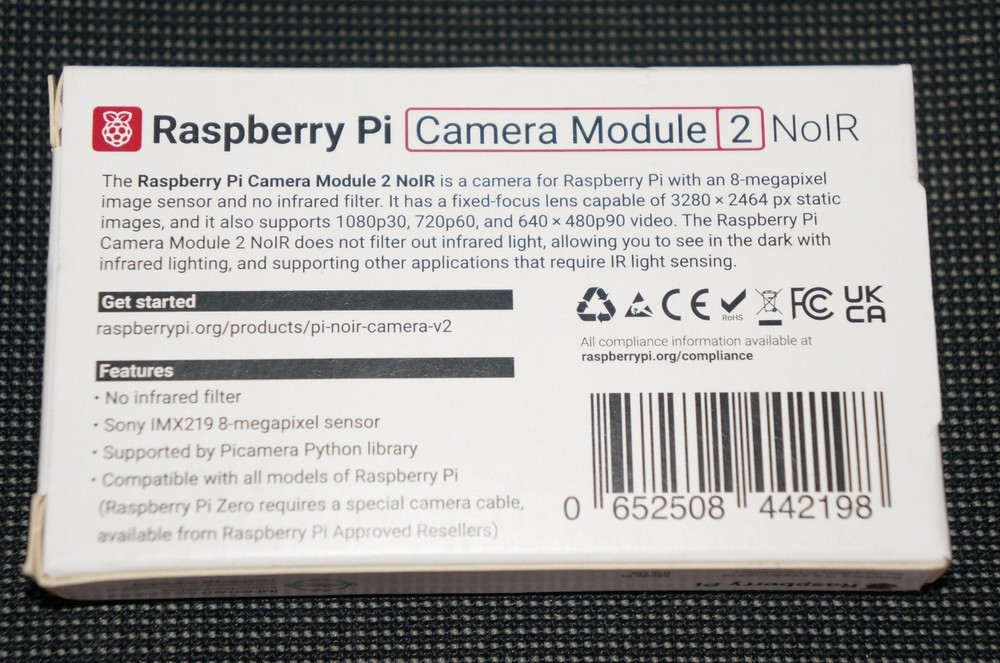 Raspberry Pi Camera Module 2 NoIR
The Raspberry Pi Camera Module 2 NoIR is a camera for Raspberry Pi with an 8-megapixel
image sensor and no infrared filter. It has a fixed-focus lens capable of 3280 × 2464 px static
images, and it also supports 1080p30, 720p60, and 640 × 480p90 video. The Raspberry Pi
Camera Module 2 NoIR does not filter out infrared light, allowing you to see in the dark with
infrared lighting, and supporting other applications that require IR light sensing.
Get started
raspberrypi.org/products/pi-noir-camera-v2
Features
• No infrared filter
• Sony IMX219 8-megapixel sensor
• Supported by Picamera Python library
• Compatible with all models of Raspberry Pi
(Raspberry Pi Zero requires a special camera cable,
available from Raspberry Pi Approved Resellers)
CE RoHS FC UK
CA
All compliance information available at
raspberrypi.org/compliance
0 652508 442198
Raspberry Pi